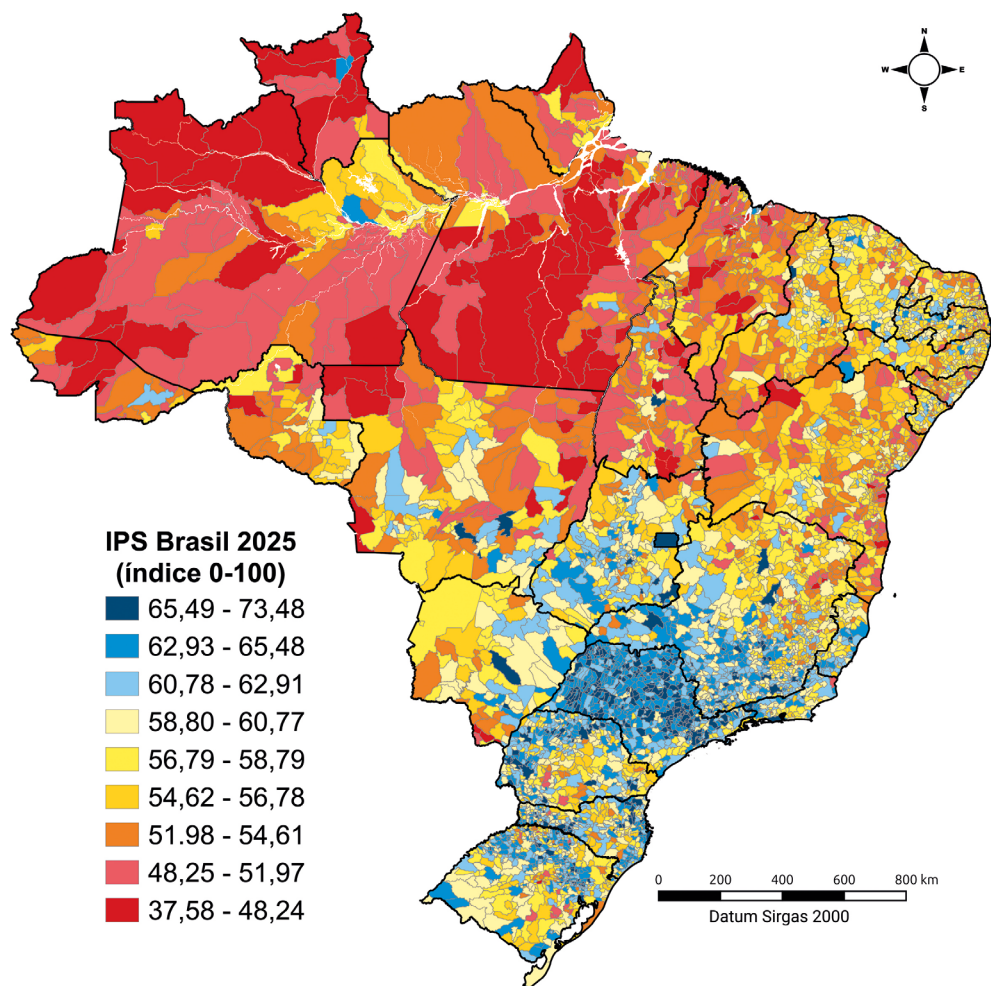 N
W E
S
IPS Brasil 2025
(índice 0-100)
65,49 - 73,48
62,93 - 65,48
60,78 - 62,91
58,80 - 60,77
56,79 - 58,79
54,62 - 56,78
51.98 - 54,61
48,25 - 51,97
37,58 - 48,24
0 200 400 600 800 km
Datum Sirgas 2000